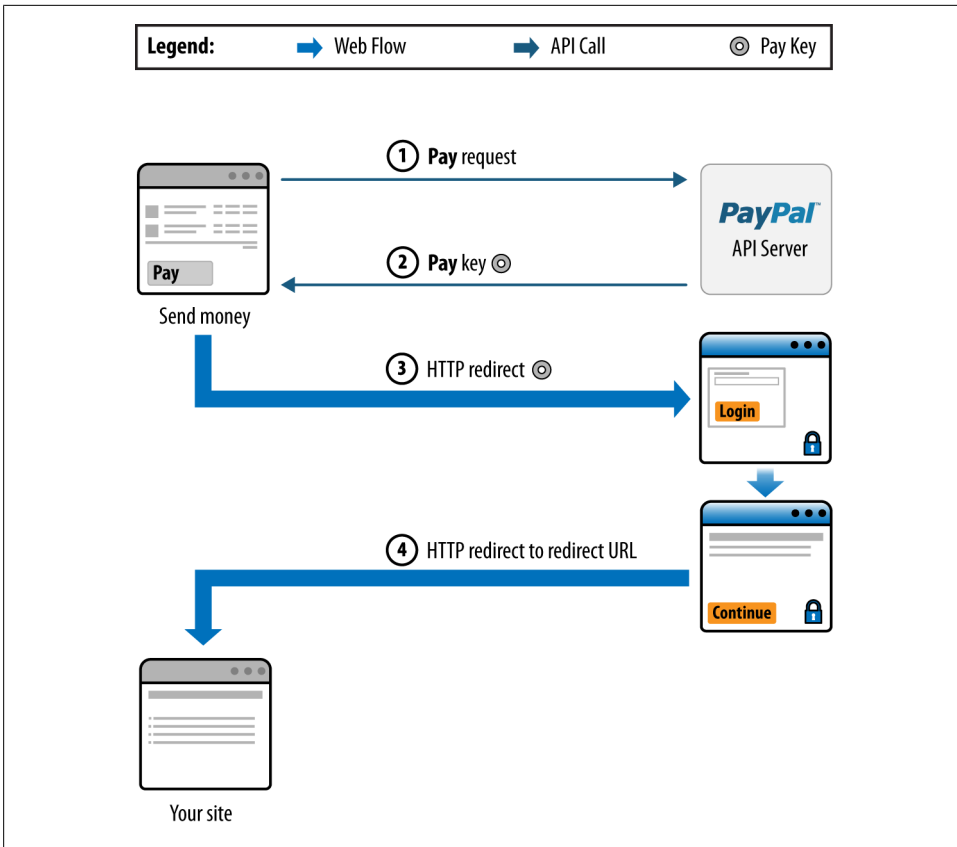 Legend: Web Flow API Call Pay Key
1 Pay request
PayPal™
API Server
2 Pay key
Pay
Send money
3 HTTP redirect
Login
4 HTTP redirect to redirect URL
Continue
Your site